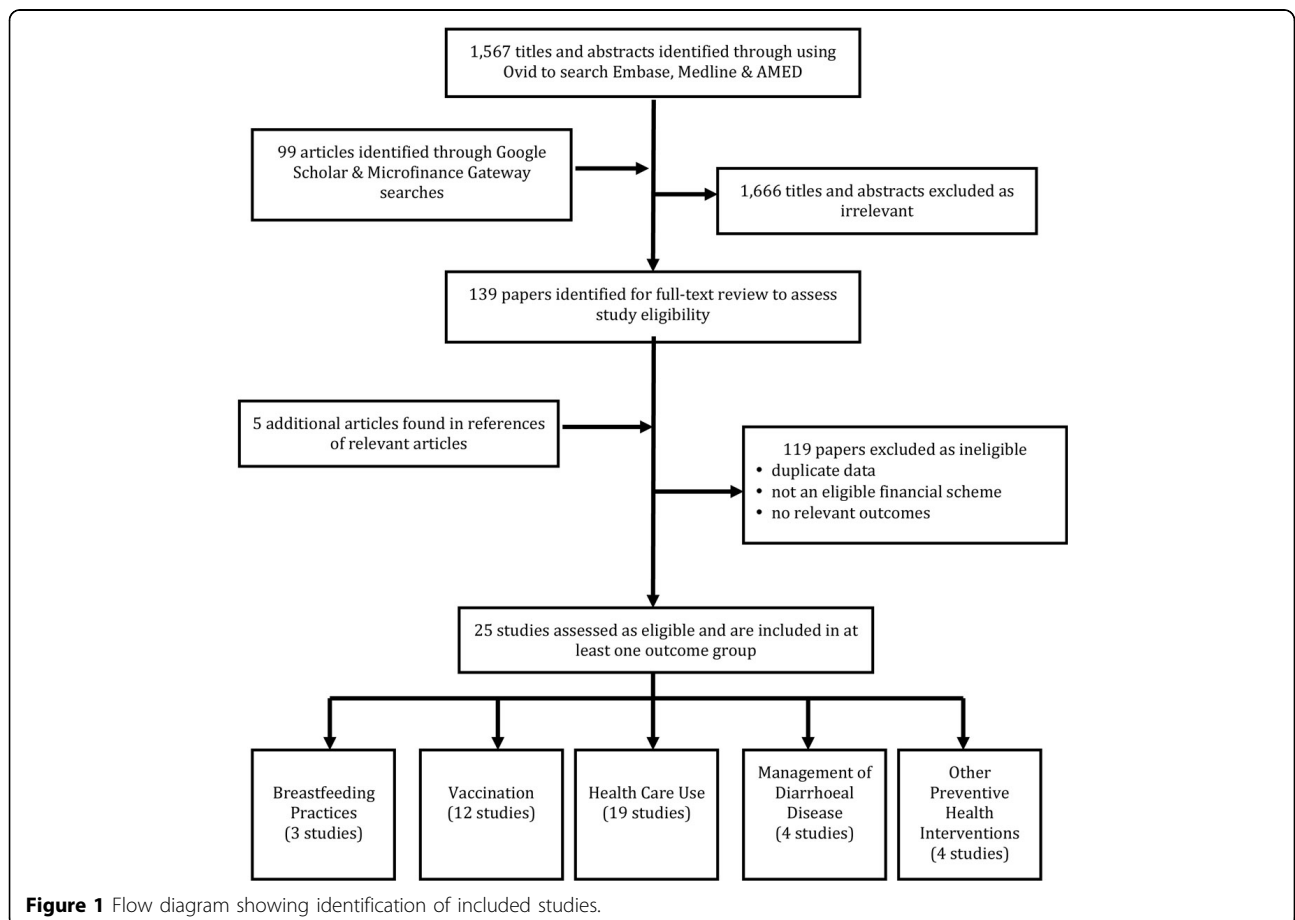 1,567 titles and abstracts identified through using
Ovid to search Embase, Medline & AMED
99 articles identified through Google
Scholar & Microfinance Gateway
searches
1,666 titles and abstracts excluded as
irrelevant
139 papers identified for full-text review to assess
study eligibility
5 additional articles found in references
of relevant articles
119 papers excluded as ineligible
• duplicate data
• not an eligible financial scheme
• no relevant outcomes
25 studies assessed as eligible and are included in at
least one outcome group
Breastfeeding
Practices
(3 studies)
Vaccination
(12 studies)
Health Care Use
(19 studies)
Management of
Diarrhoeal
Disease
(4 studies)
Other
Preventive
Health
Interventions
(4 studies)
Figure 1 Flow diagram showing identification of included studies.